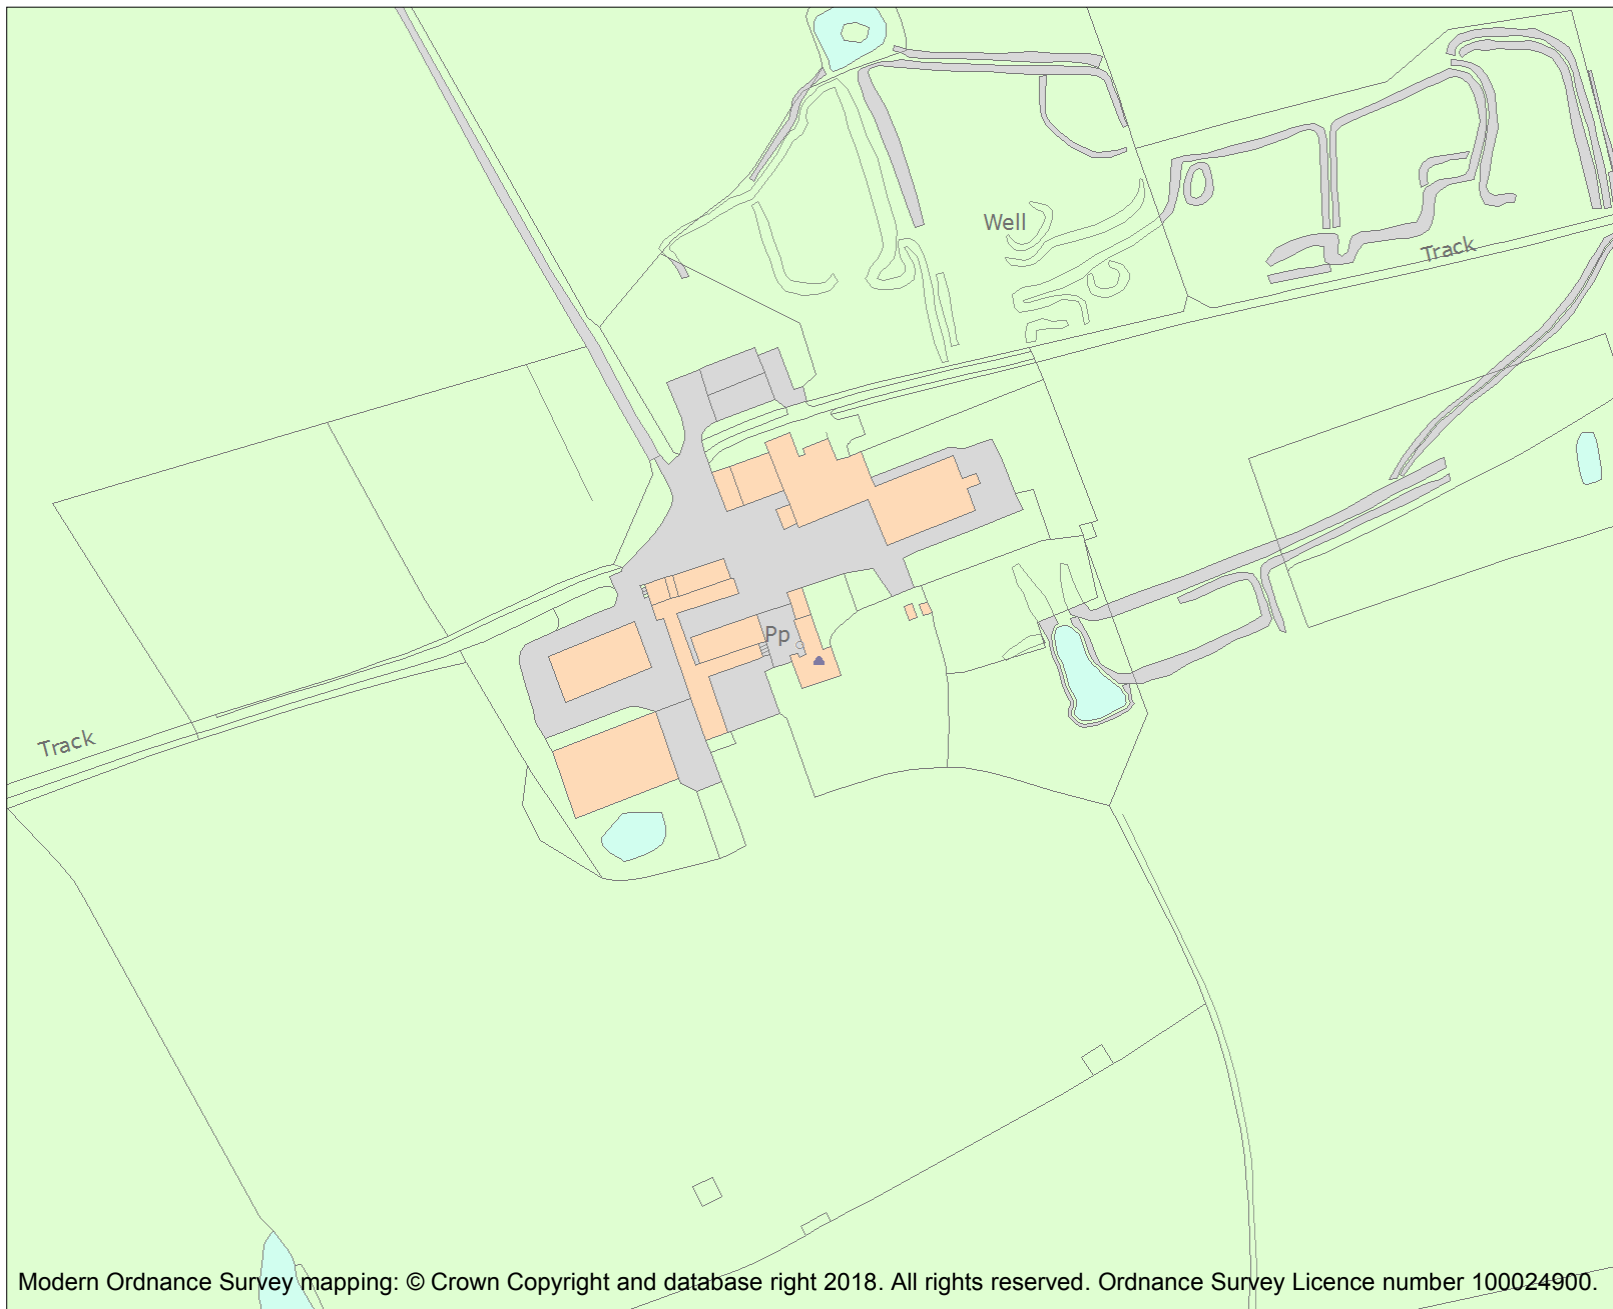 Well
Track
Pp
Track
Modern Ordnance Survey mapping: © Crown Copyright and database right 2018. All rights reserved. Ordnance Survey Licence number 100024900.